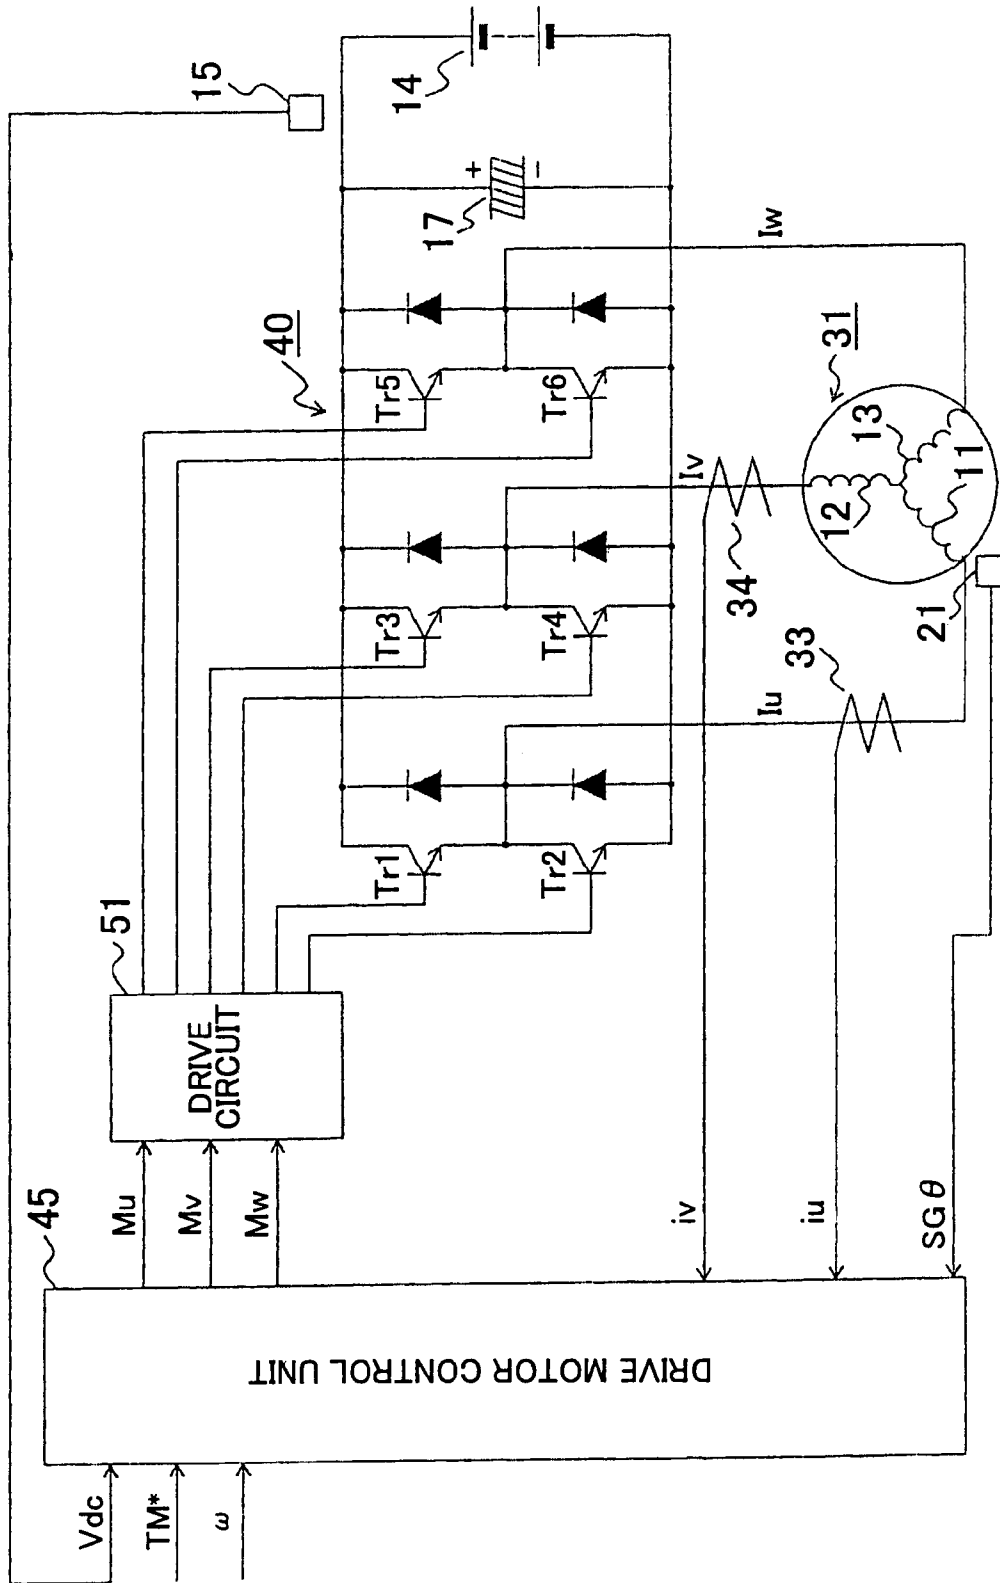 15
14
17
+
−
40
Tr5
Tr6
Iw
31
13
12
11
Iv
34
21
Tr3
Tr4
33
Iu
Tr1
Tr2
51
DRIVE
CIRCUIT
45
Mu
Mv
Mw
iv
iu
SGθ
DRIVE MOTOR CONTROL UNIT
Vdc
TM*
ω